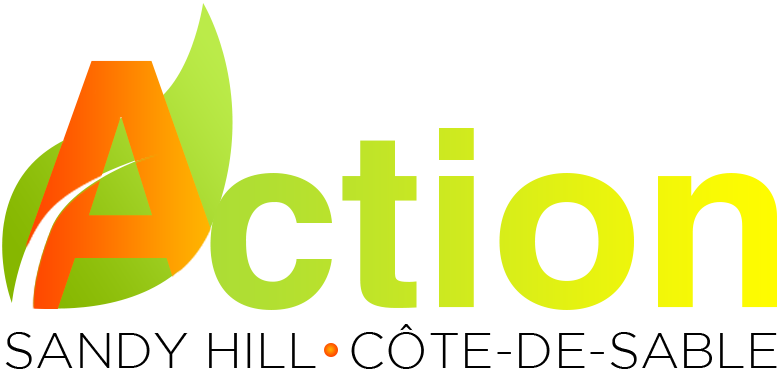 Action
SANDY HILL • CÔTE-DE-SABLE